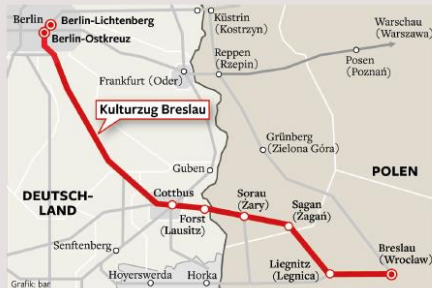 Berlin
Berlin-Lichtenberg
Berlin-Ostkreuz
Küstrin
(Kostrzyn)
Warschau
(Warszawa)
Reppen
(Rzepin)
Posen
(Poznań)
Frankfurt (Oder)
Kulturzug Breslau
Grünberg
(Zielona Góra)
Guben
POLEN
DEUTSCH-
LAND
Cottbus
Sorau
(Żary)
Sagan
(Żagań)
Forst
(Lausitz)
Senftenberg
Liegnitz
(Legnica)
Breslau
(Wrocław)
Hoyerswerda
Horka
Grafik: bat